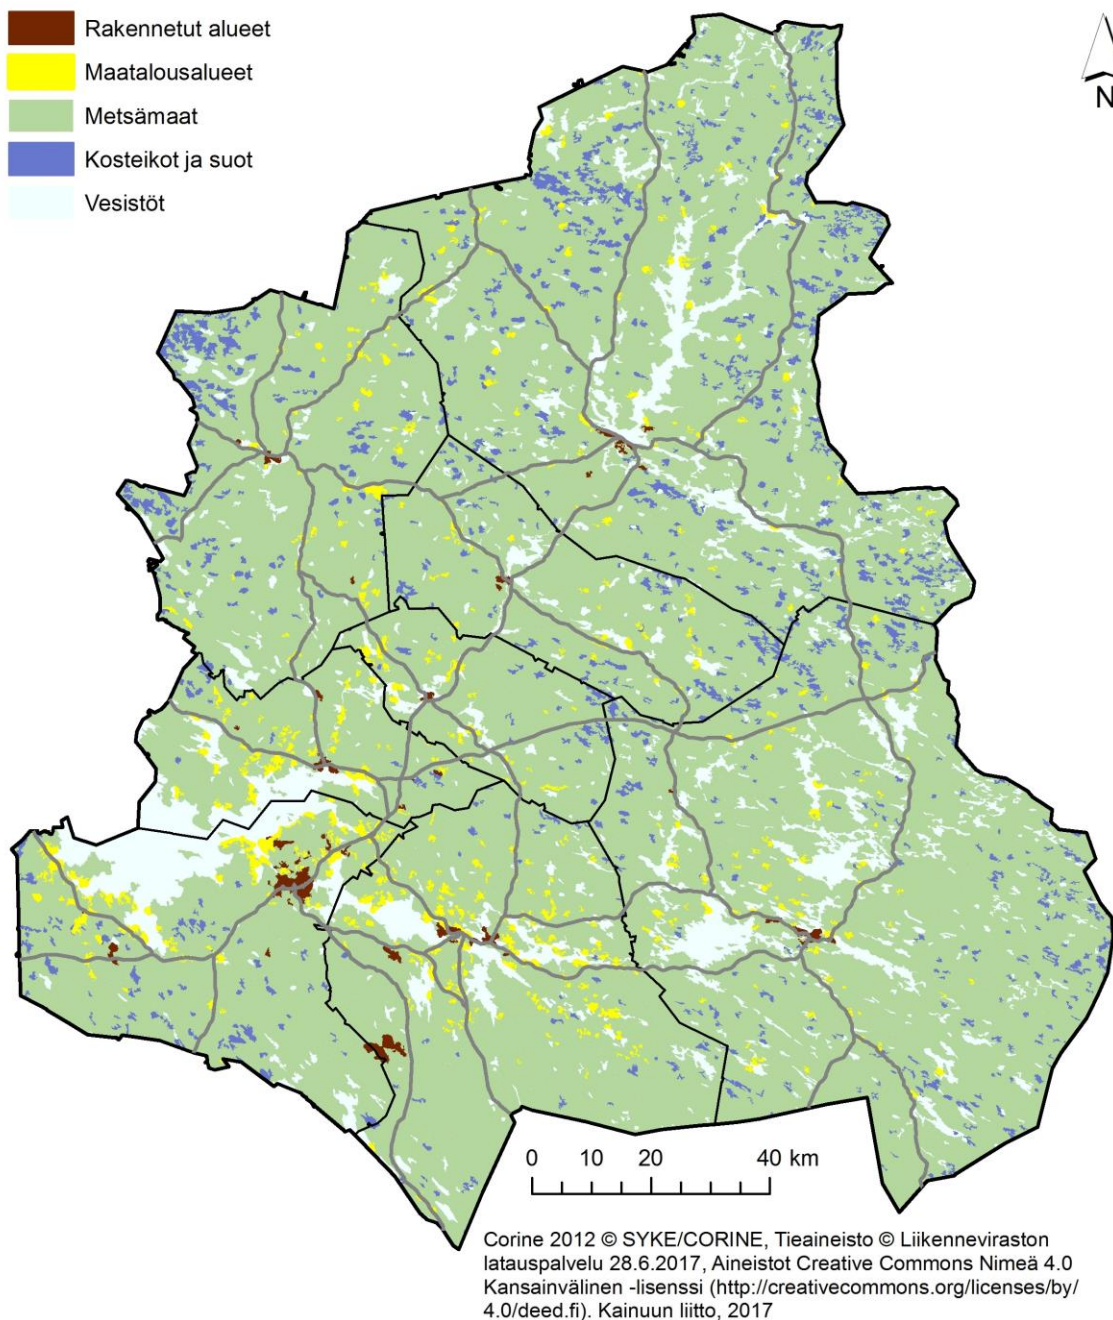 Rakennetut alueet
Maatalousalueet
Metsämaat
Kosteikot ja suot
Vesistöt
N
0 10 20 40 km
Corine 2012 © SYKE/CORINE, Tieaineisto © Liikenneviraston
latauspalvelu 28.6.2017, Aineistot Creative Commons Nimeä 4.0
Kansainvälinen -lisenssi (http://creativecommons.org/licenses/by/
4.0/deed.fi). Kainuun liitto, 2017